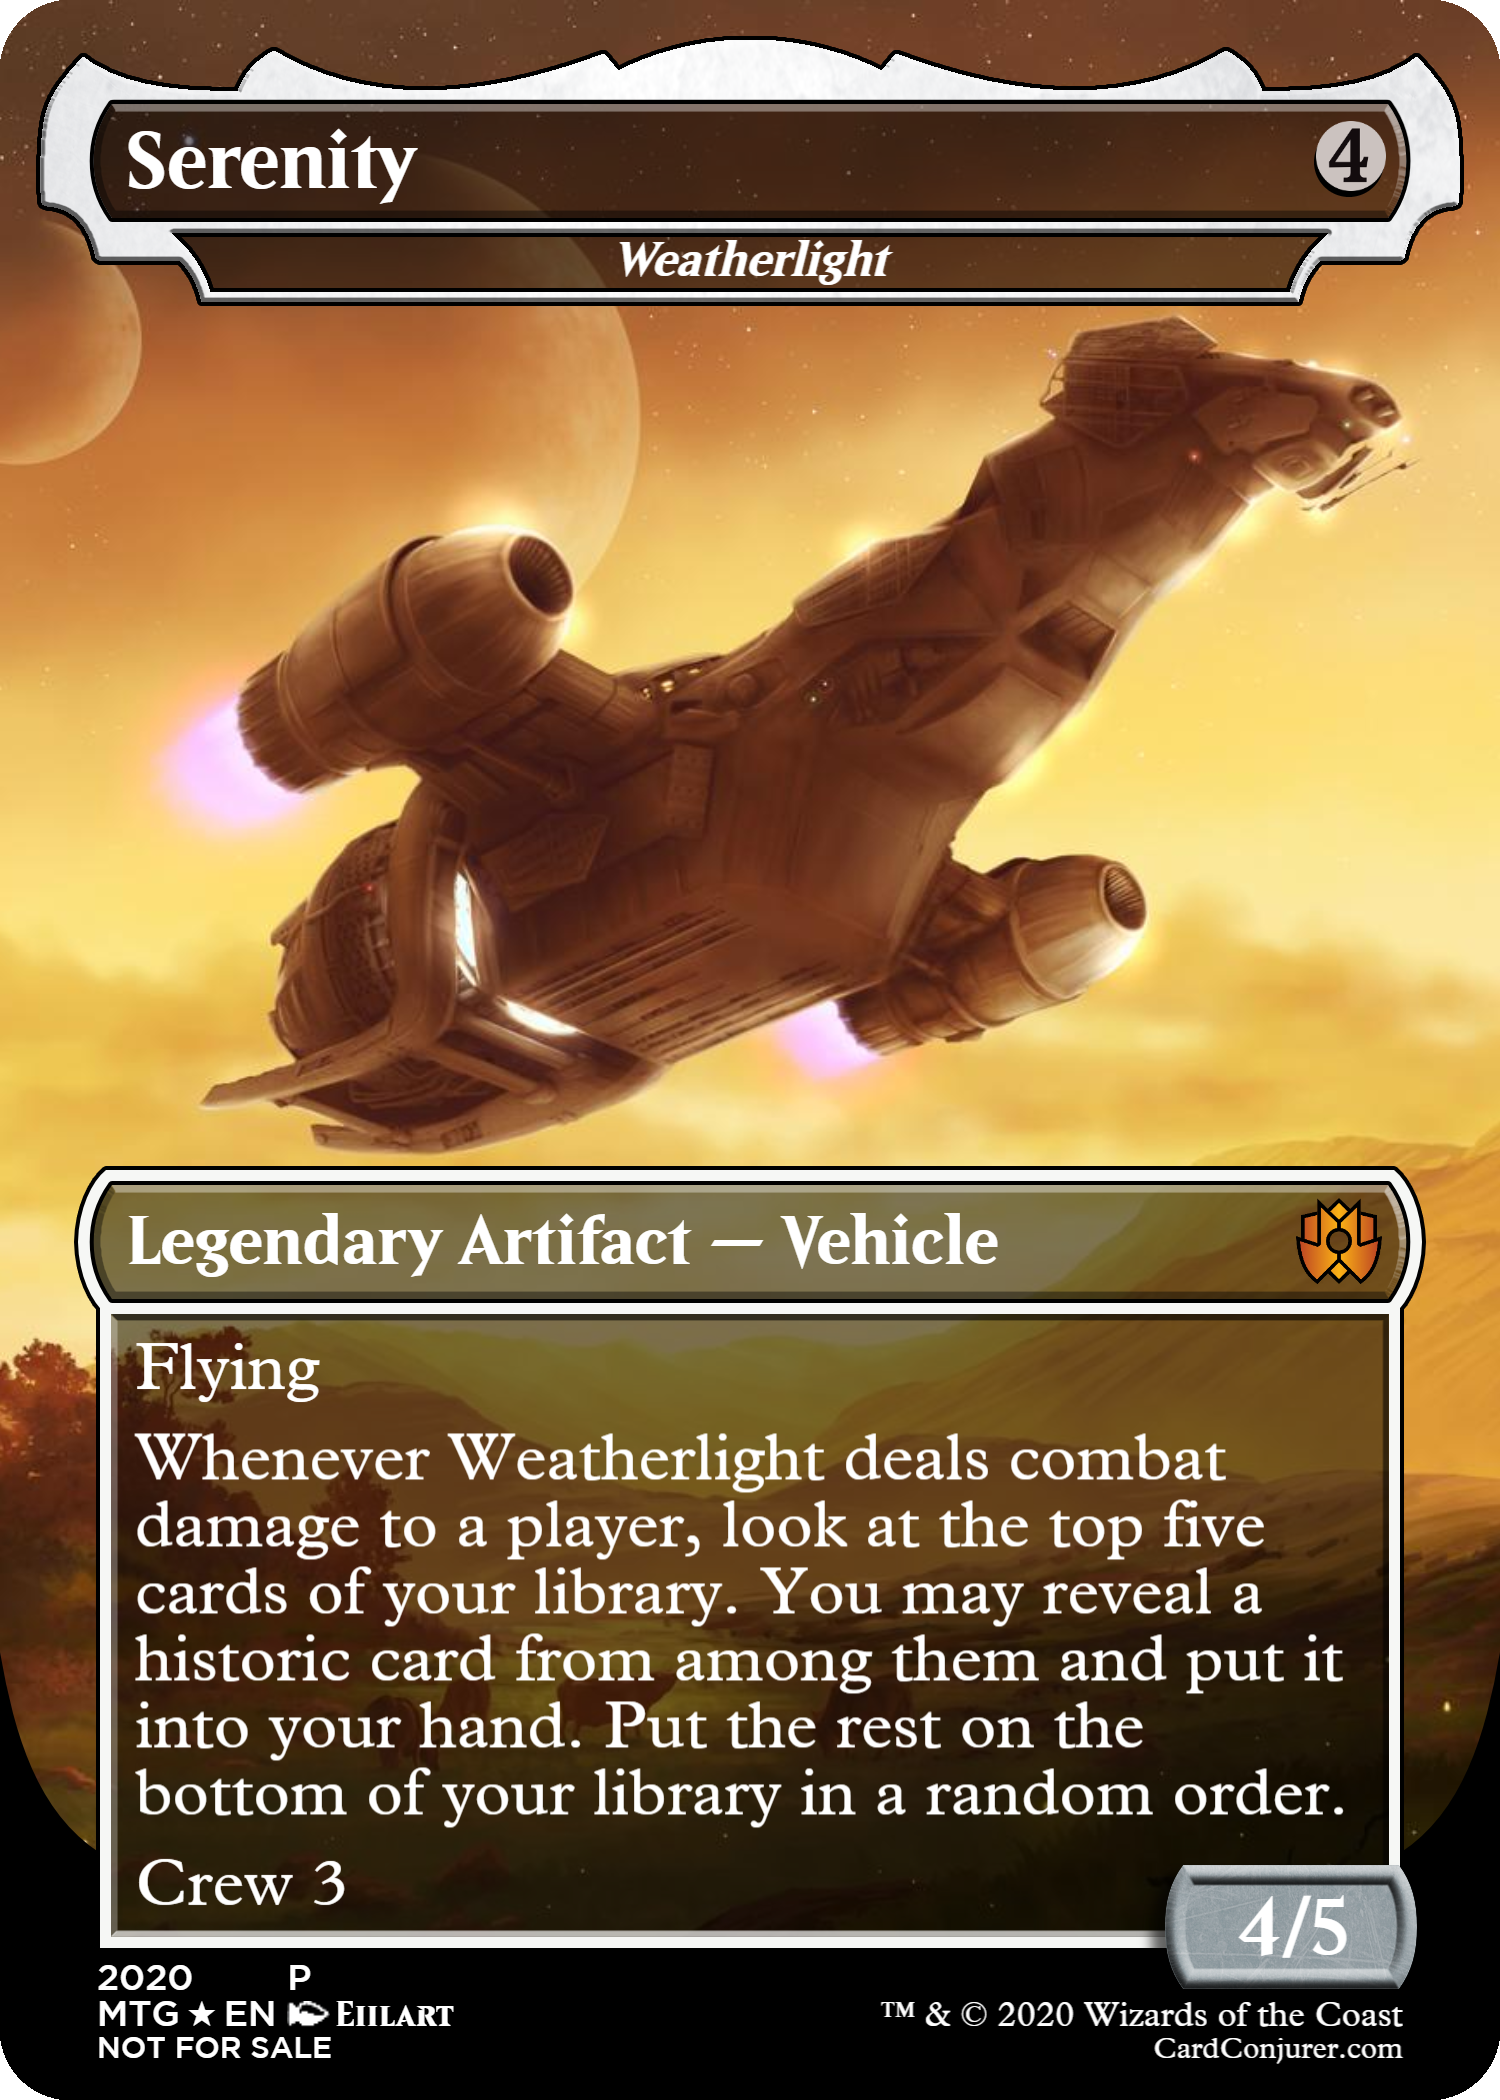 Serenity 4
Weatherlight
Legendary Artifact — Vehicle
Flying
Whenever Weatherlight deals combat
damage to a player, look at the top five
cards of your library. You may reveal a
historic card from among them and put it
into your hand. Put the rest on the
bottom of your library in a random order.
Crew 3
4/5
2020 P
MTG ★ EN EIILART
NOT FOR SALE
™ & © 2020 Wizards of the Coast
CardConjurer.com